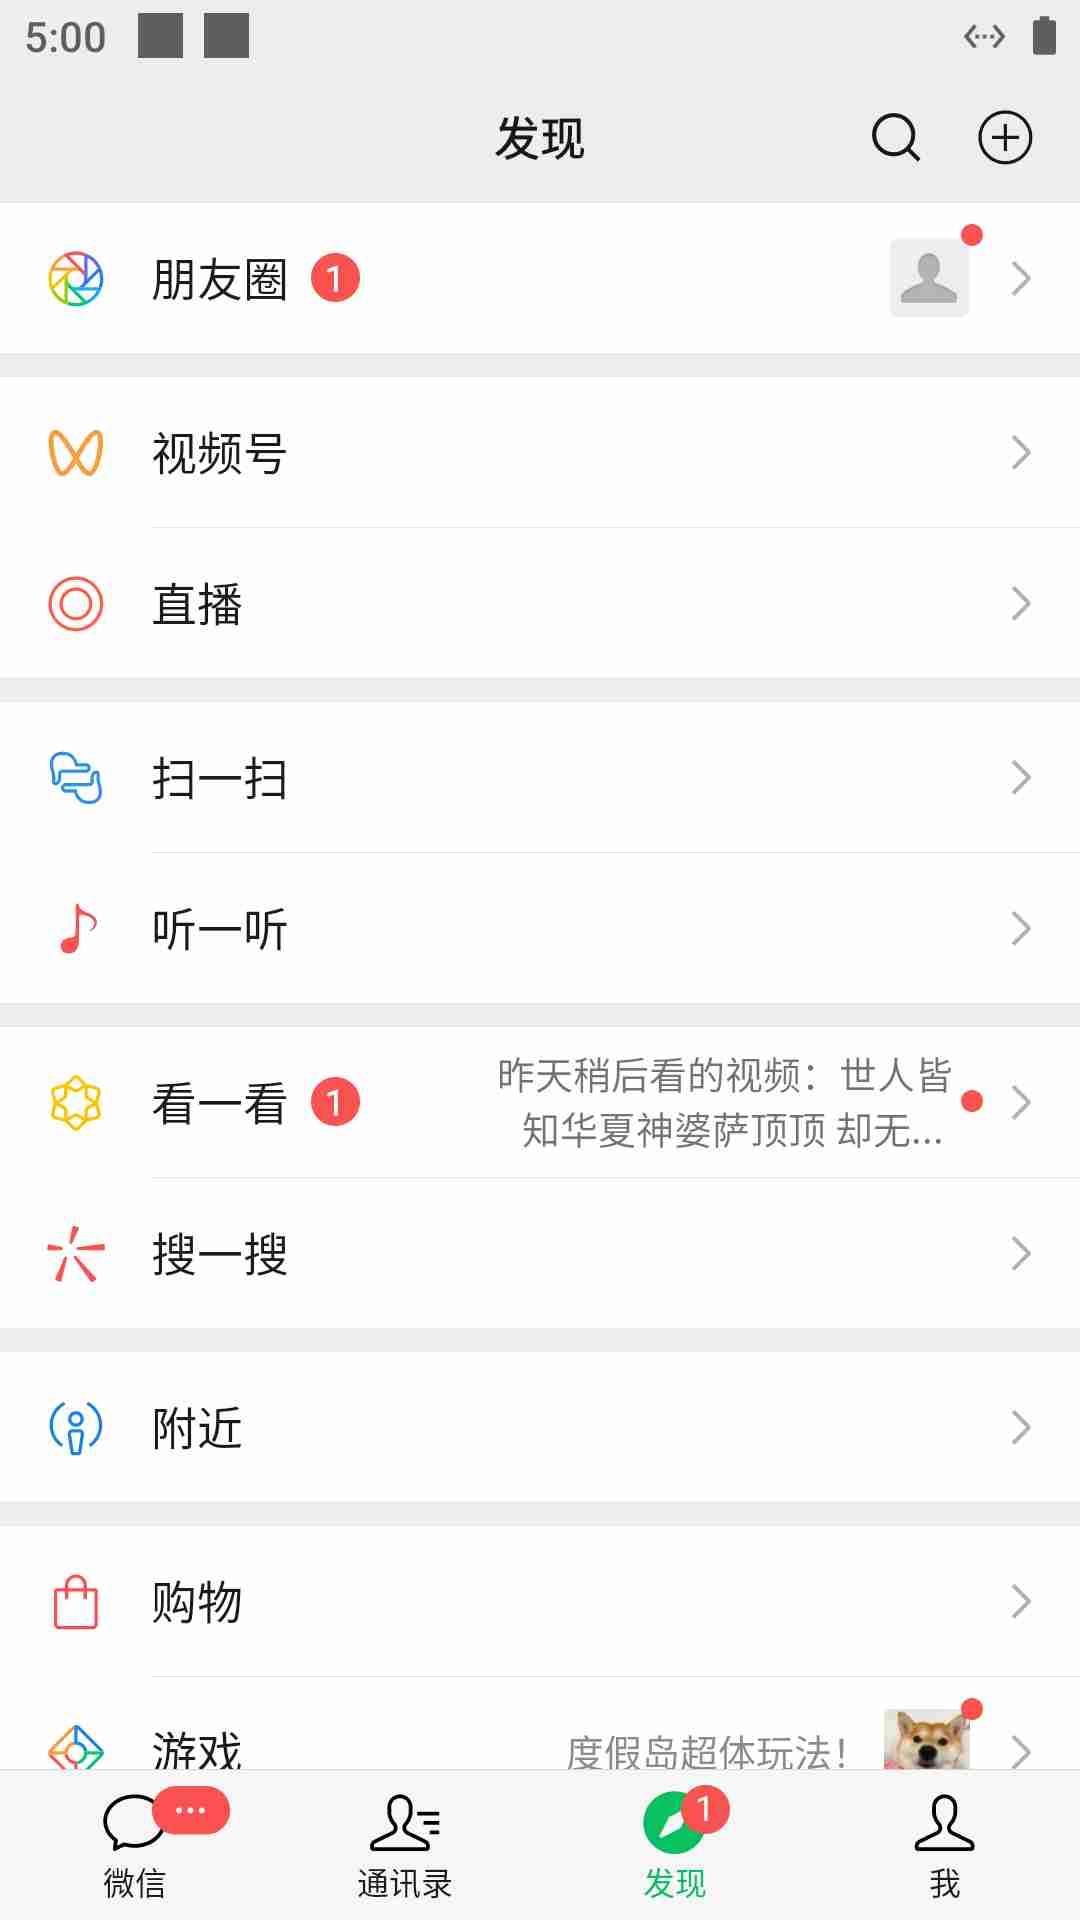 5:00
发现
朋友圈 1
视频号
直播
扫一扫
听一听
看一看 1
昨天稍后看的视频：世人皆
知华夏神婆萨顶顶 却无...
搜一搜
附近
购物
游戏 度假岛超体玩法！
1
微信 通讯录 发现 我